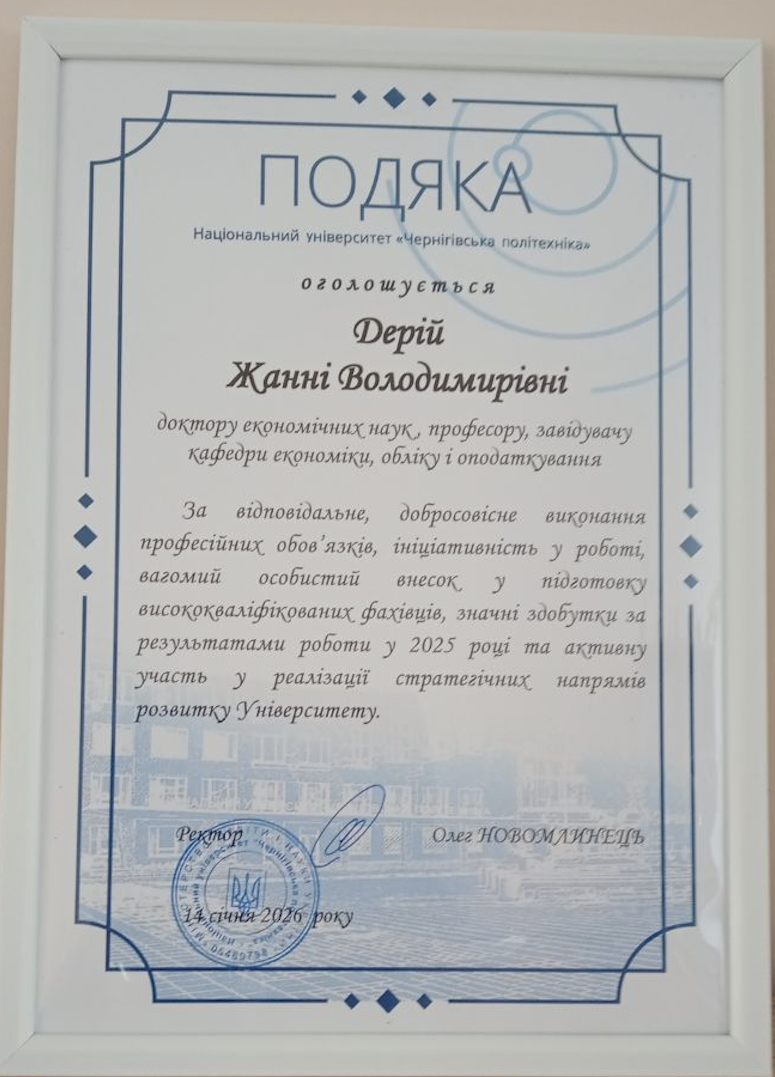 ПОДЯКА
Національний університет «Чернігівська політехніка»
оголошується
Дерій
Жанні Володимирівні
доктору економічних наук, професору, завідувачу
кафедри економіки, обліку і оподаткування
За відповідальне, добросовісне виконання
професійних обов’язків, ініціативність у роботі,
вагомий особистий внесок у підготовку
висококваліфікованих фахівців, значні здобутки за
результатами роботи у 2025 році та активну
участь у реалізації стратегічних напрямів
розвитку Університету.
Ректор
Олег НОВОМЛИНЕЦЬ
14 січня 2026 року